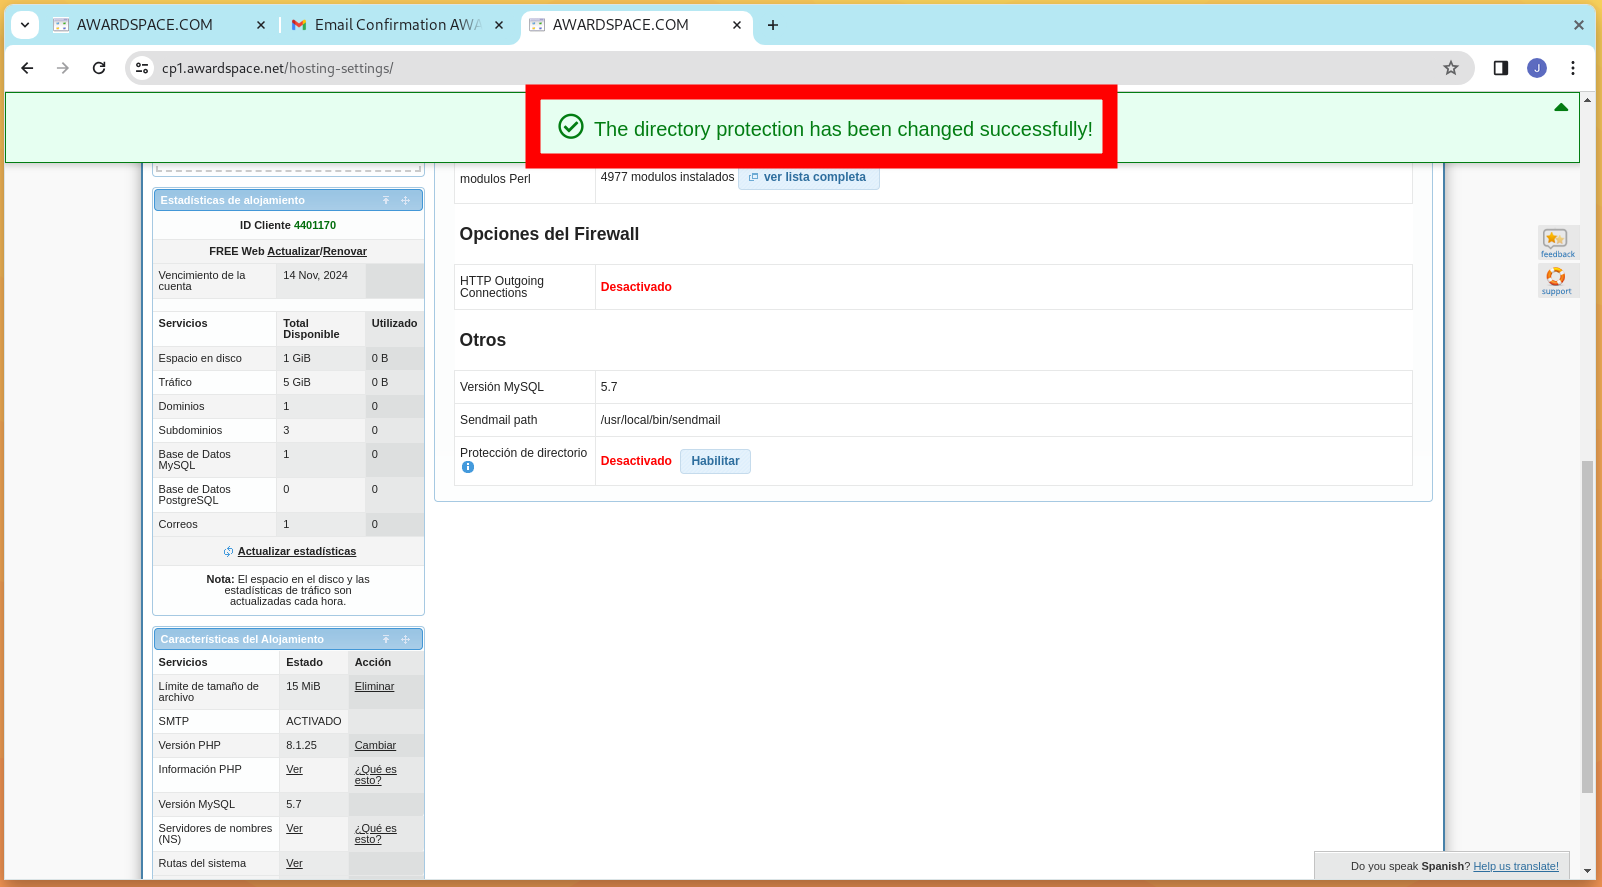 AWARDSPACE.COM
Email Confirmation AWA
AWARDSPACE.COM
cp1.awardspace.net/hosting-settings/
J
The directory protection has been changed successfully!
modulos Perl
4977 modulos instalados
ver lista completa
Opciones del Firewall
HTTP Outgoing
Connections
Desactivado
Otros
Versión MySQL
5.7
Sendmail path
/usr/local/bin/sendmail
Protección de directorio
Desactivado
Habilitar
Estadísticas de alojamiento
ID Cliente 4401170
FREE Web Actualizar/Renovar
Vencimiento de la
cuenta
14 Nov, 2024
Servicios
Total
Disponible
Utilizado
Espacio en disco
1 GiB
0 B
Tráfico
5 GiB
0 B
Dominios
1
0
Subdominios
3
0
Base de Datos
MySQL
1
0
Base de Datos
PostgreSQL
0
0
Correos
1
0
Actualizar estadísticas
Nota: El espacio en el disco y las
estadísticas de tráfico son
actualizadas cada hora.
Características del Alojamiento
Servicios
Estado
Acción
Límite de tamaño de
archivo
15 MiB
Eliminar
SMTP
ACTIVADO
Versión PHP
8.1.25
Cambiar
Información PHP
Ver
¿Qué es
esto?
Versión MySQL
5.7
Servidores de nombres
(NS)
Ver
¿Qué es
esto?
Rutas del sistema
Ver
feedback
support
Do you speak Spanish? Help us translate!